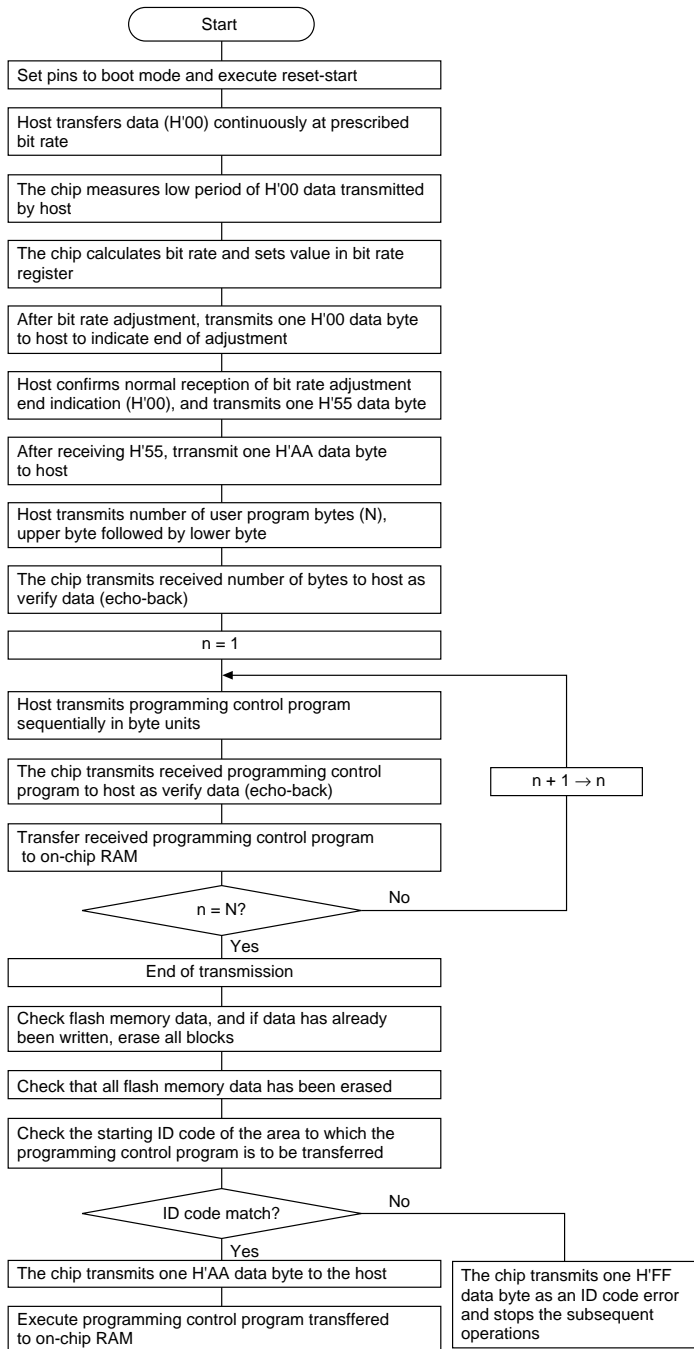 Start
Set pins to boot mode and execute reset-start
Host transfers data (H'00) continuously at prescribed
bit rate
The chip measures low period of H'00 data transmitted
by host
The chip calculates bit rate and sets value in bit rate
register
After bit rate adjustment, transmits one H'00 data byte
to host to indicate end of adjustment
Host confirms normal reception of bit rate adjustment
end indication (H'00), and transmits one H'55 data byte
After receiving H'55, trransmit one H'AA data byte
to host
Host transmits number of user program bytes (N),
upper byte followed by lower byte
The chip transmits received number of bytes to host as
verify data (echo-back)
n = 1
Host transmits programming control program
sequentially in byte units
The chip transmits received programming control
program to host as verify data (echo-back)
n + 1 → n
Transfer received programming control program
to on-chip RAM
n = N?
No
Yes
End of transmission
Check flash memory data, and if data has already
been written, erase all blocks
Check that all flash memory data has been erased
Check the starting ID code of the area to which the
programming control program is to be transferred
ID code match?
No
Yes
The chip transmits one H'AA data byte to the host
Execute programming control program transffered
to on-chip RAM
The chip transmits one H'FF
data byte as an ID code error
and stops the subsequent
operations